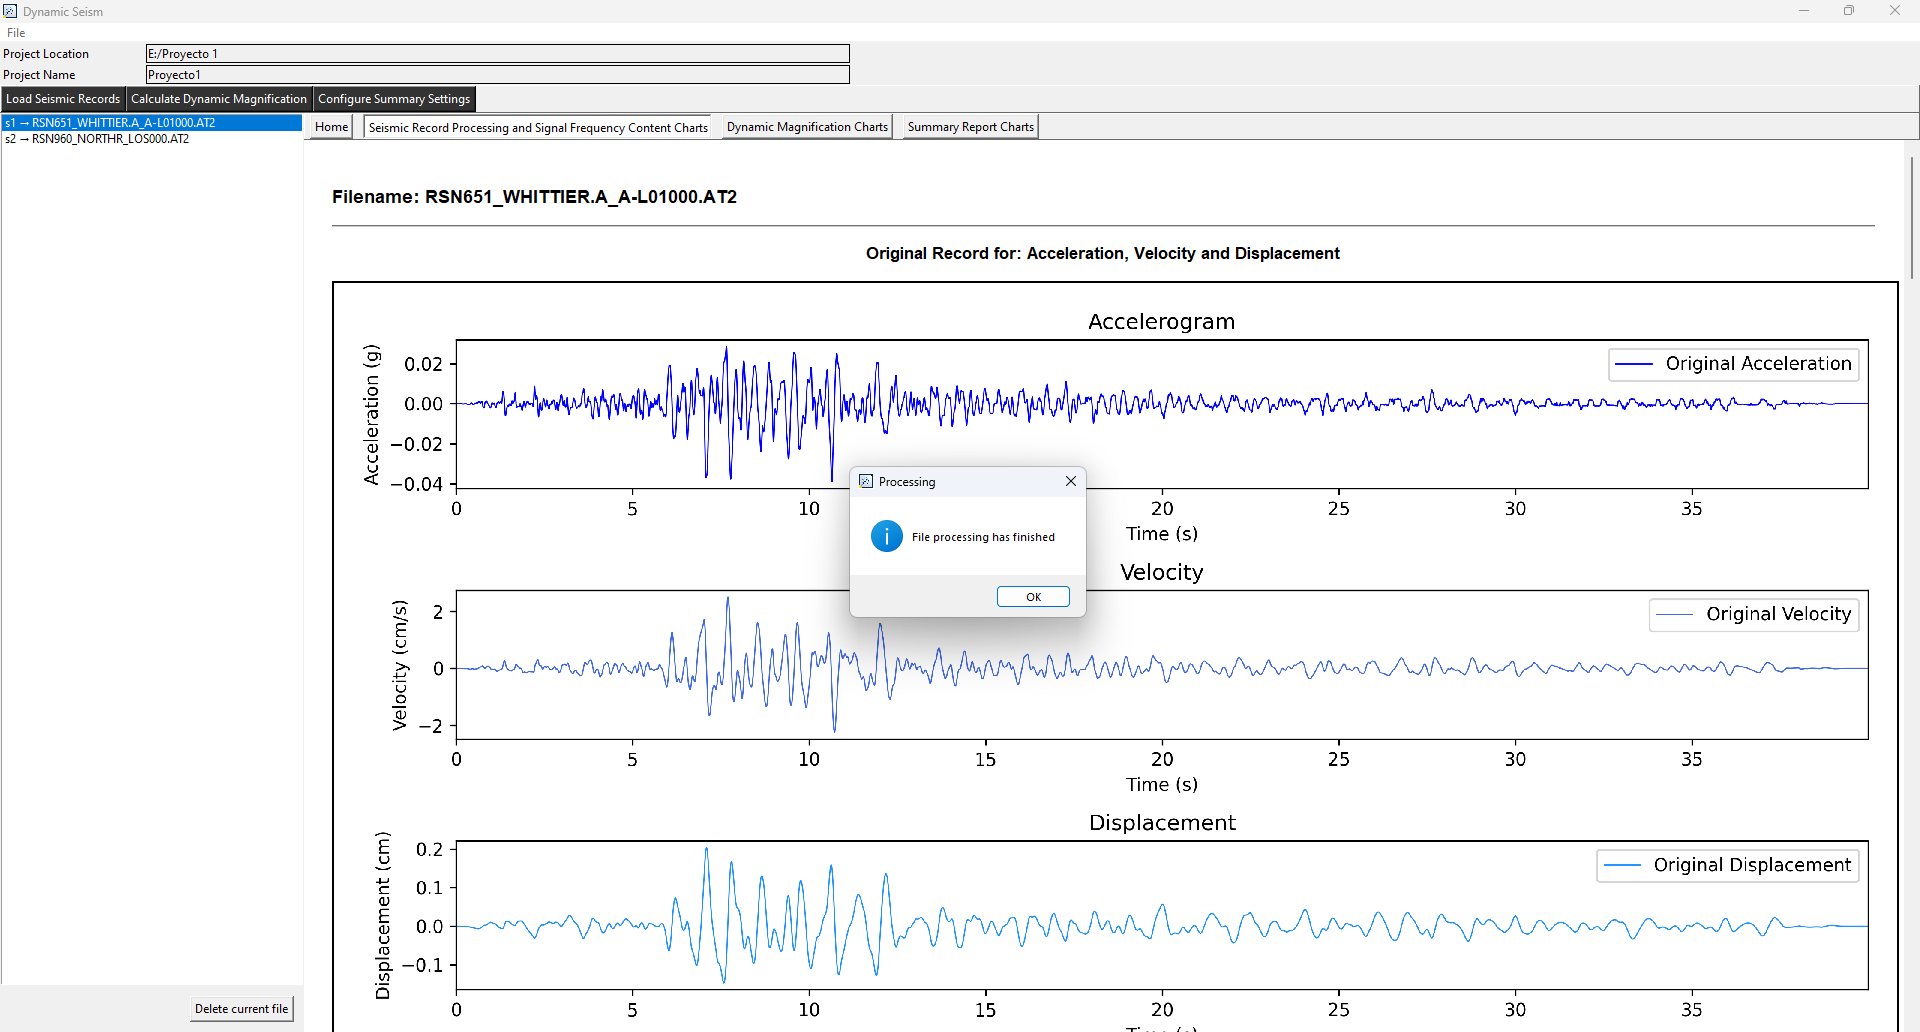 Dynamic Seism
File
Project Location E:/Proyecto 1
Project Name Proyecto1
Load Seismic Records Calculate Dynamic Magnification Configure Summary Settings
s1 → RSN651_WHITTIER.A_A-L01000.AT2
s2 → RSN960_NORTHR_LOS000.AT2
Home Seismic Record Processing and Signal Frequency Content Charts Dynamic Magnification Charts Summary Report Charts
Filename: RSN651_WHITTIER.A_A-L01000.AT2
Original Record for: Acceleration, Velocity and Displacement
Accelerogram
Acceleration (g)
0.02
0.00
−0.02
−0.04
Original Acceleration
0 5 10 20 25 30 35
Time (s)
Processing
File processing has finished
OK
Velocity
Velocity (cm/s)
2
0
−2
Original Velocity
0 5 10 15 20 25 30 35
Time (s)
Displacement
Displacement (cm)
0.2
0.1
0.0
−0.1
Original Displacement
0 5 10 15 20 25 30 35
Delete current file